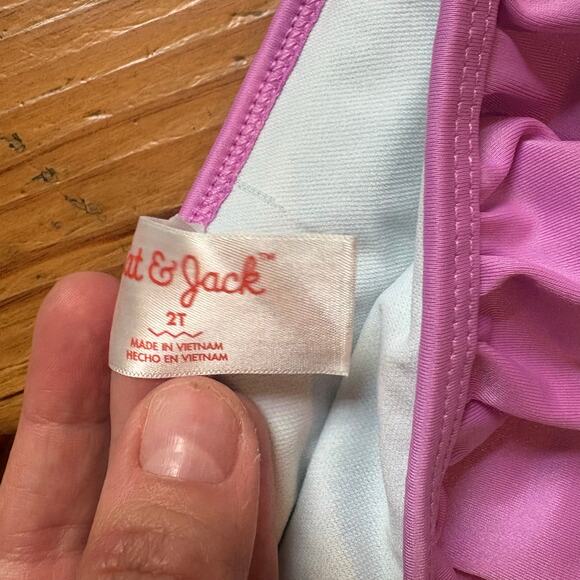 at & Jack™
2T
MADE IN VIETNAM
HECHO EN VIETNAM